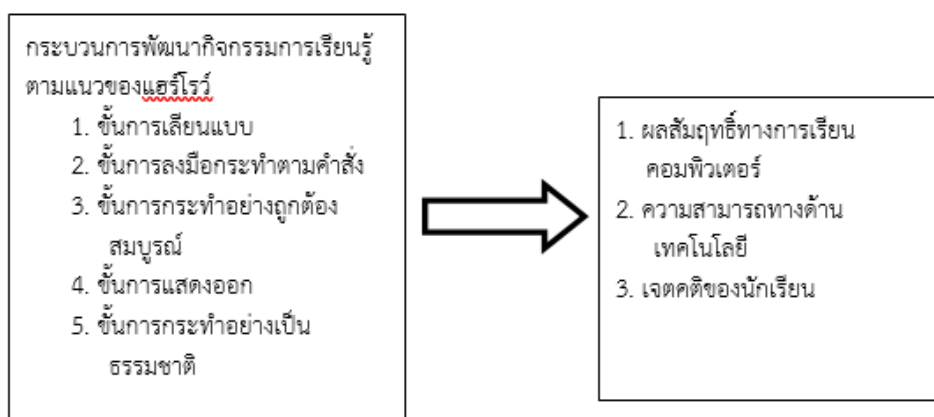 กระบวนการพัฒนากิจกรรมการเรียนรู้
ตามแนวของแฮร์โรว์
1. ขั้นการเลียนแบบ
2. ขั้นการลงมือกระทำตามคำสั่ง
3. ขั้นการกระทำอย่างถูกต้อง
สมบูรณ์
4. ขั้นการแสดงออก
5. ขั้นการกระทำอย่างเป็น
ธรรมชาติ
1. ผลสัมฤทธิ์ทางการเรียน
คอมพิวเตอร์
2. ความสามารถทางด้าน
เทคโนโลยี
3. เจตคติของนักเรียน